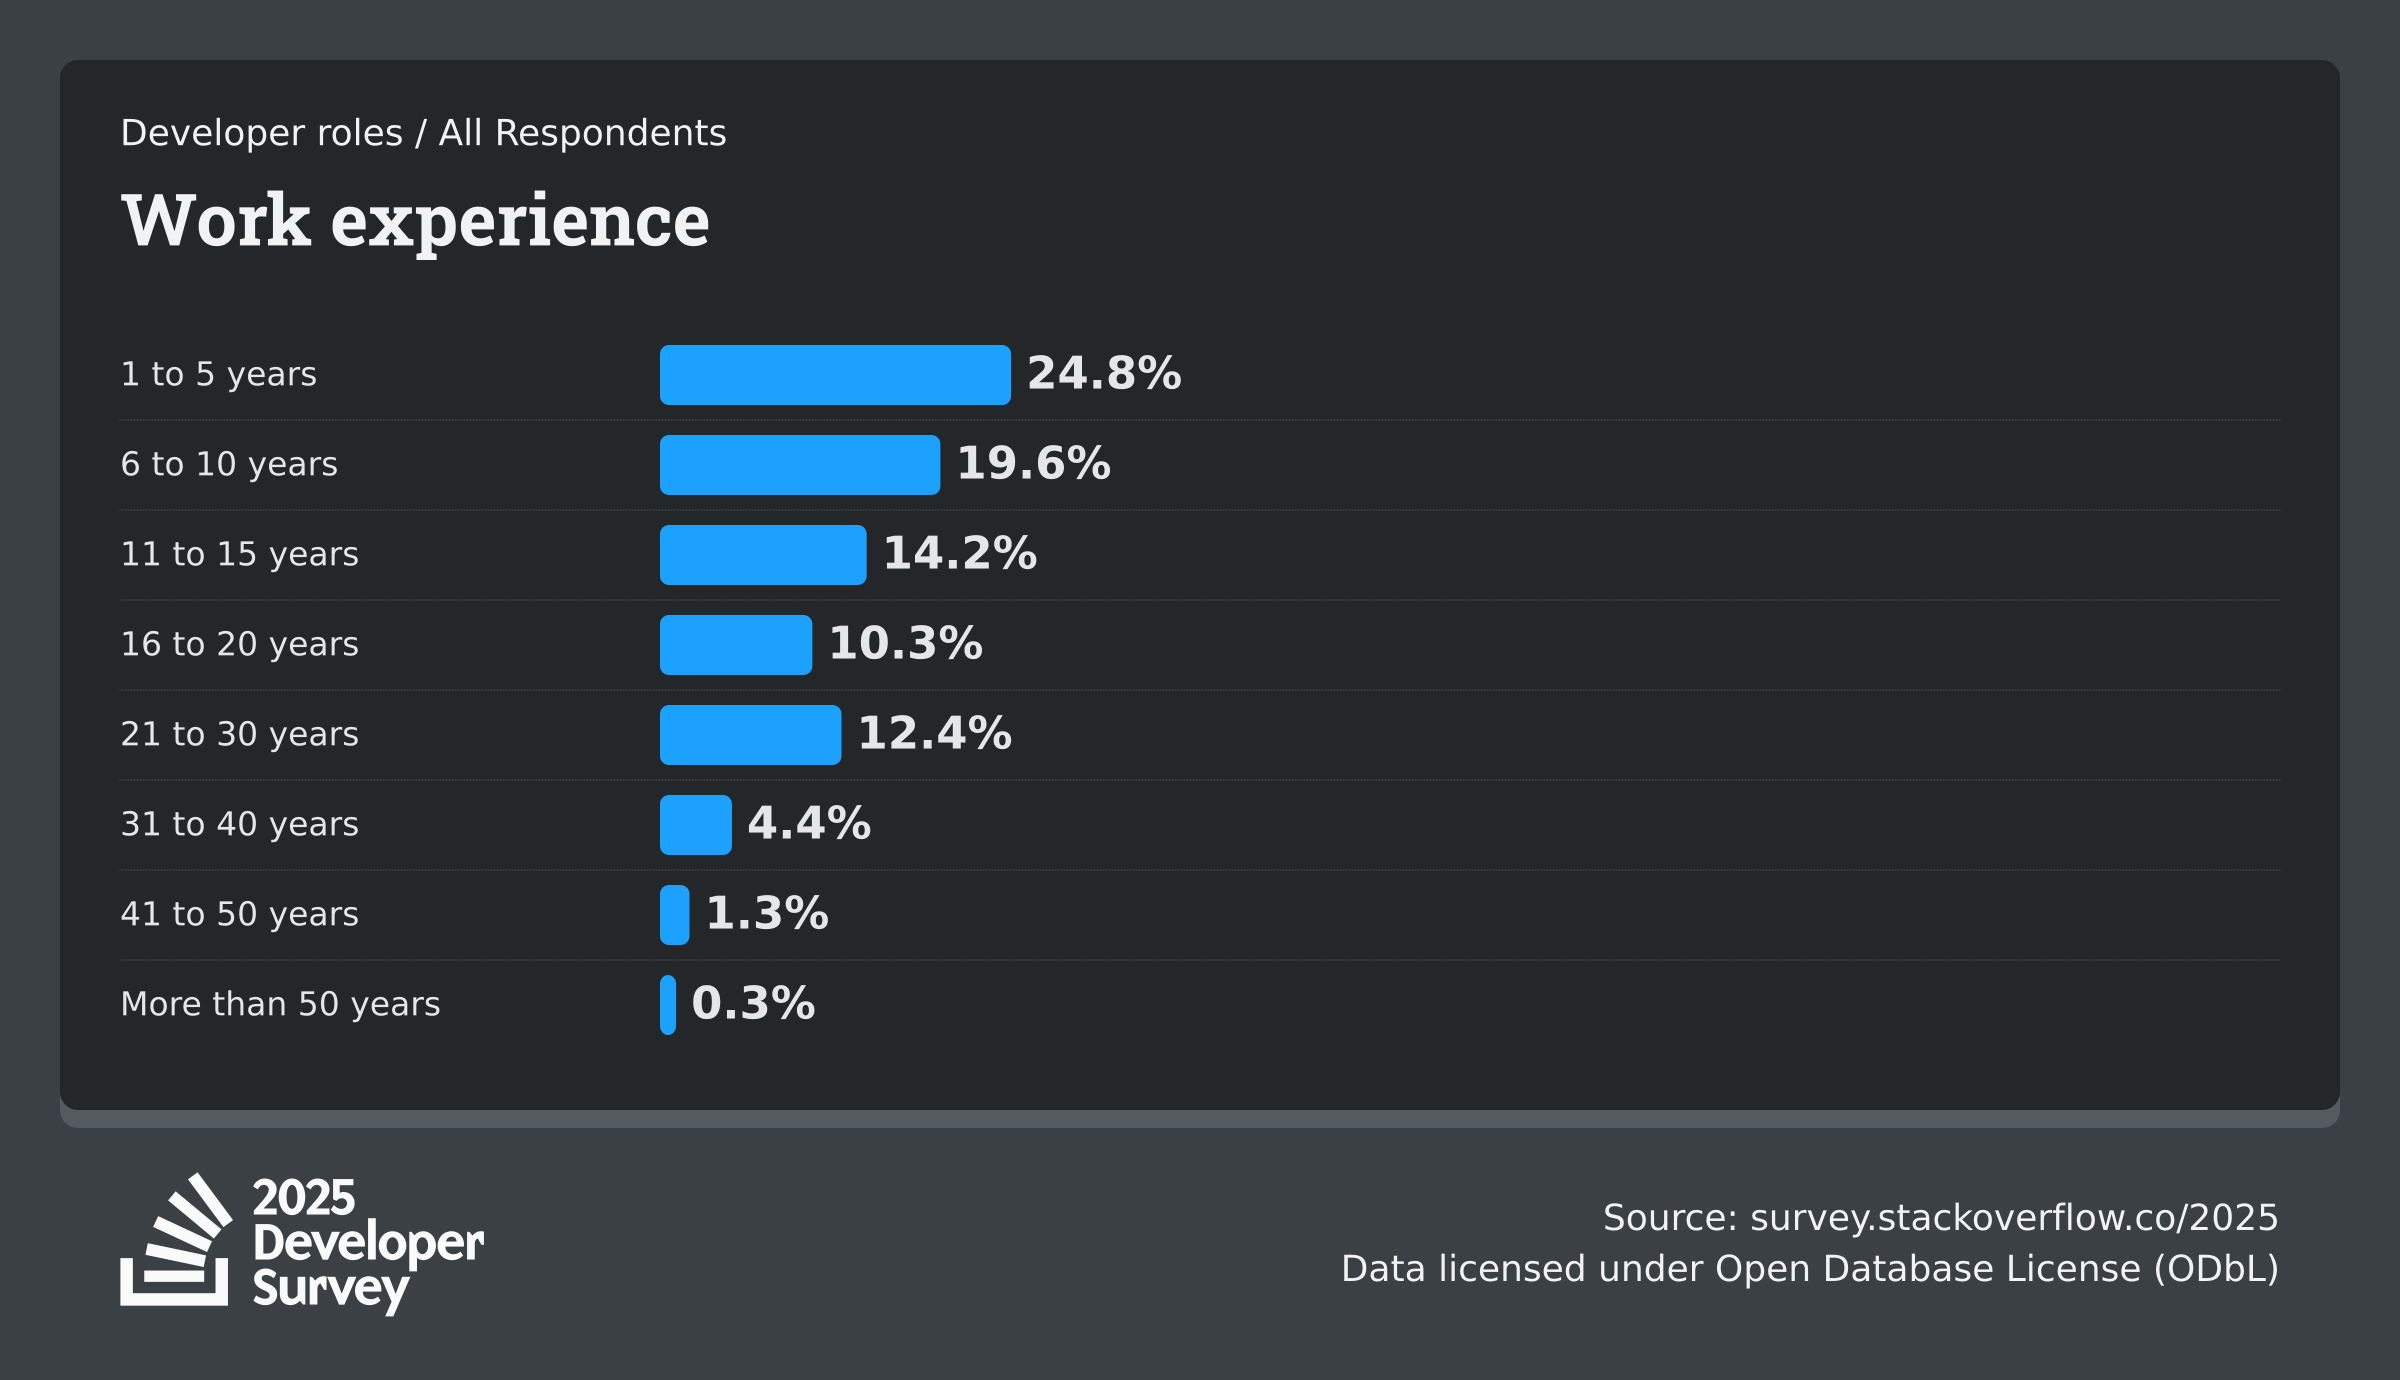 Developer roles / All Respondents
Work experience
1 to 5 years 24.8%
6 to 10 years 19.6%
11 to 15 years 14.2%
16 to 20 years 10.3%
21 to 30 years 12.4%
31 to 40 years 4.4%
41 to 50 years 1.3%
More than 50 years 0.3%
2025
Developer
Survey
Source: survey.stackoverflow.co/2025
Data licensed under Open Database License (ODbL)